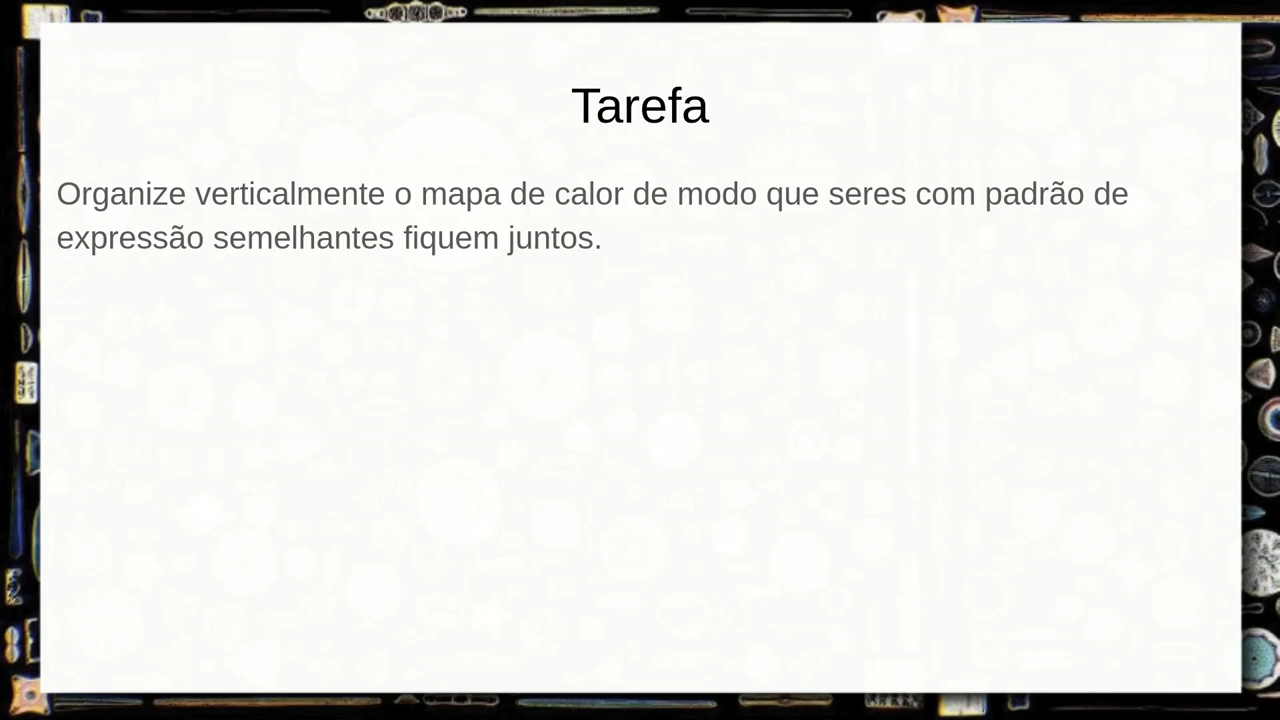 Tarefa
Organize verticalmente o mapa de calor de modo que seres com padrão de
expressão semelhantes fiquem juntos.